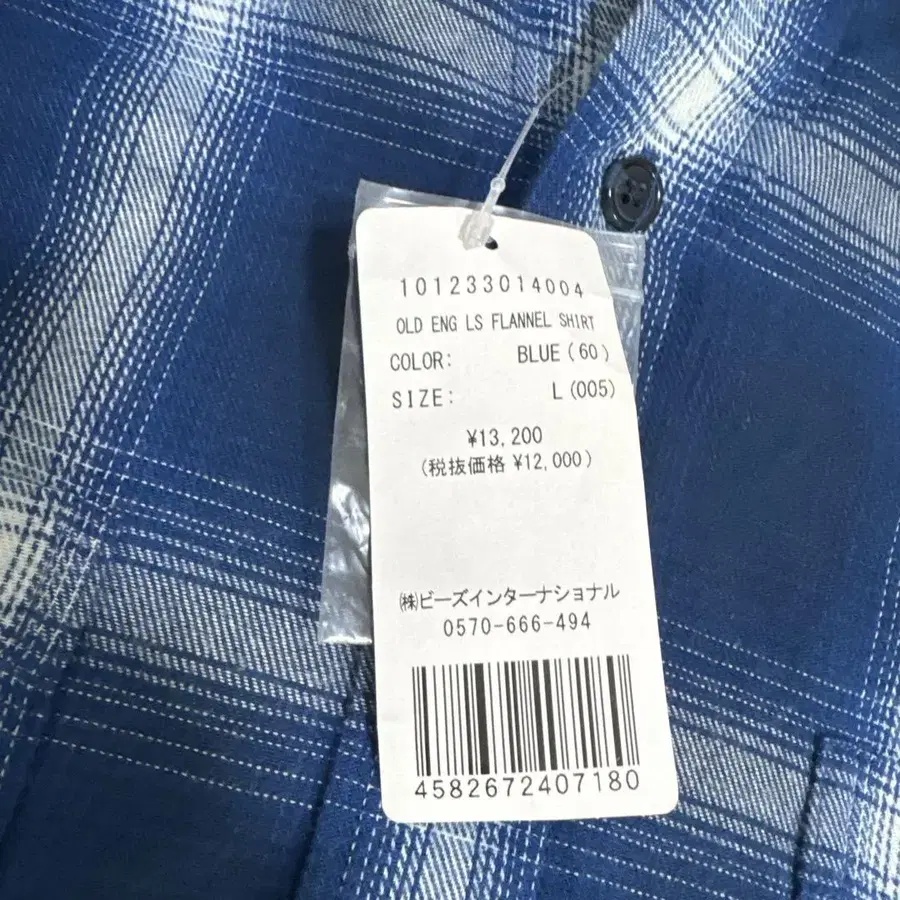 101233014004
OLD ENG LS FLANNEL SHIRT
COLOR: BLUE(60)
SIZE: L(005)
¥13,200
(税抜価格 ¥12,000)
㈱ビーズインターナショナル
0570-666-494
4582672407180